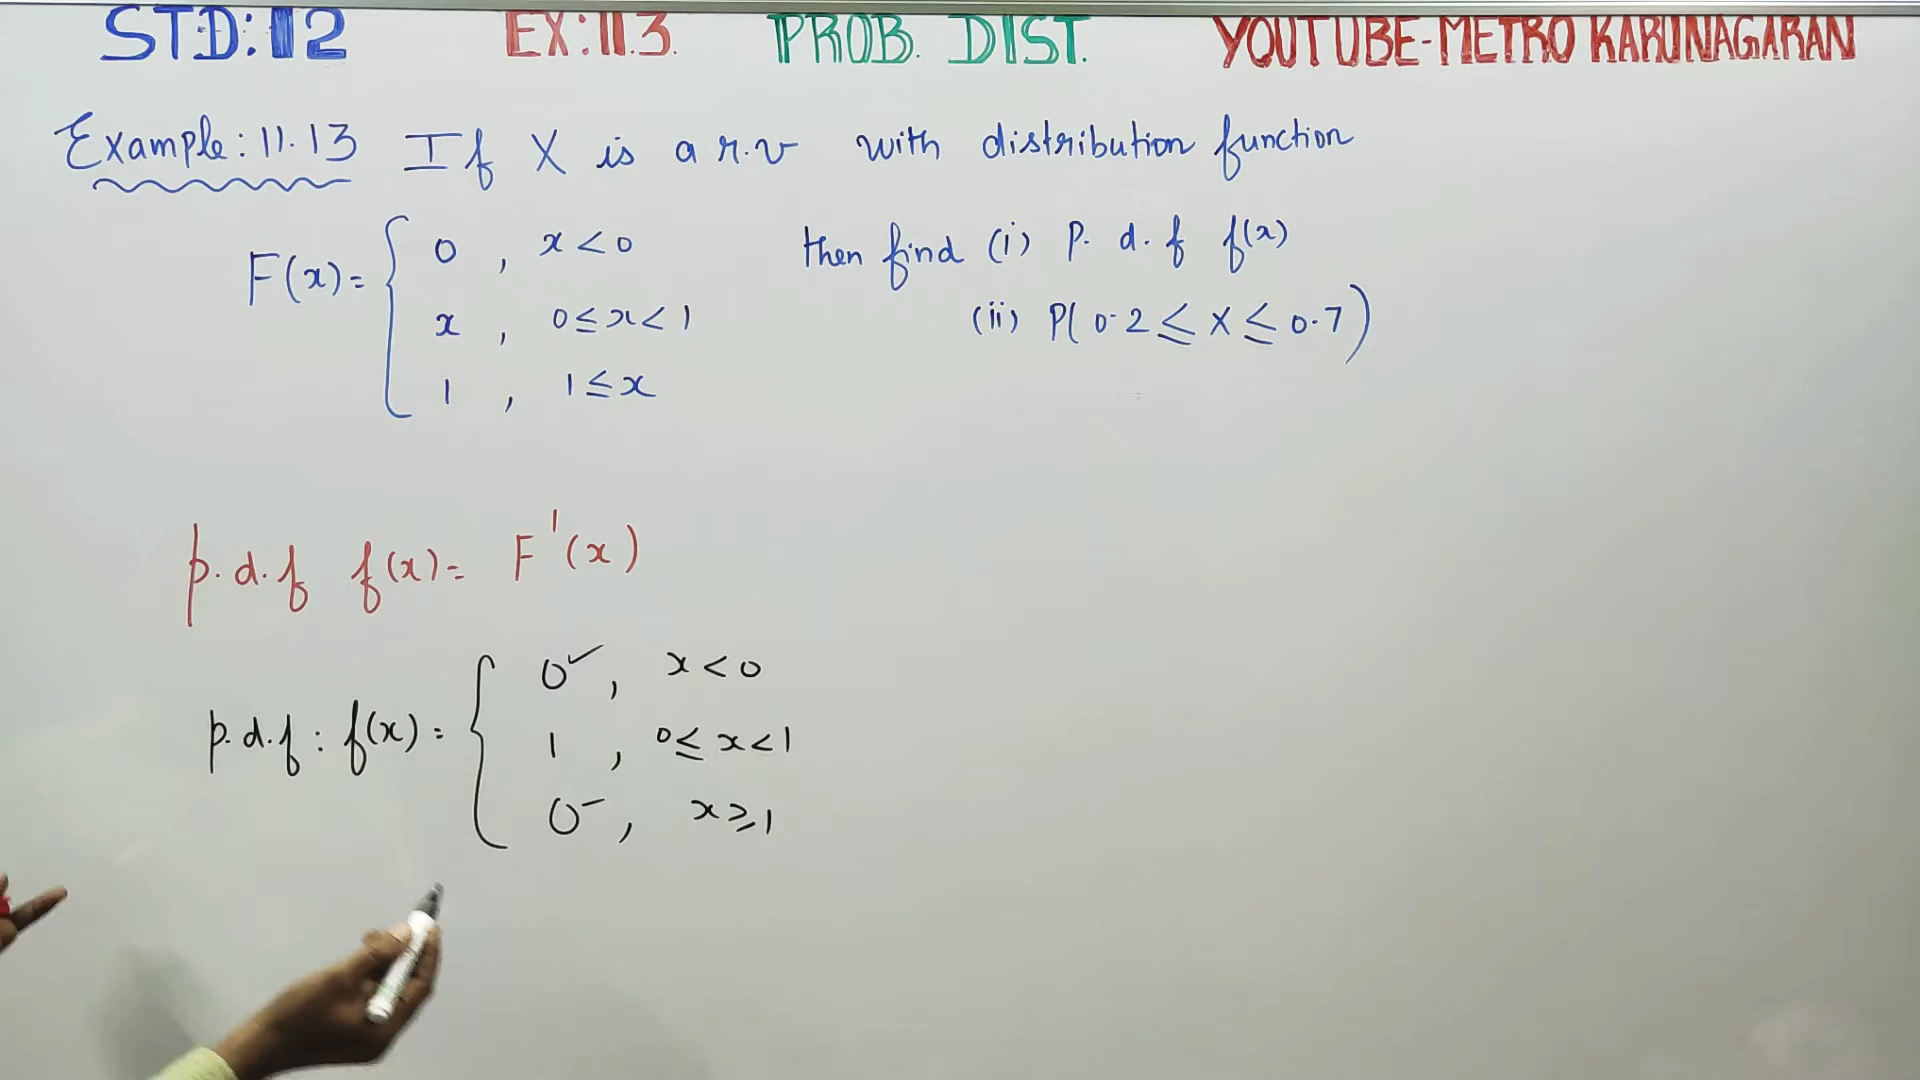 STD: 12 EX: 11.3. PROB. DIST. YOUTUBE-METRO KARUNAGARAN
Example: 11.13 If X is a r.v with distribution function
F(x)= { 0 , x < 0
x , 0 ≤ x < 1
1 , 1 ≤ x
then find (i) p. d. f f(x)
(ii) P( 0.2 ≤ X ≤ 0.7 )
p. d. f f(x) = F'(x)
p. d. f : f(x) = { 0 , x < 0
1 , 0 ≤ x < 1
0 , x ≥ 1